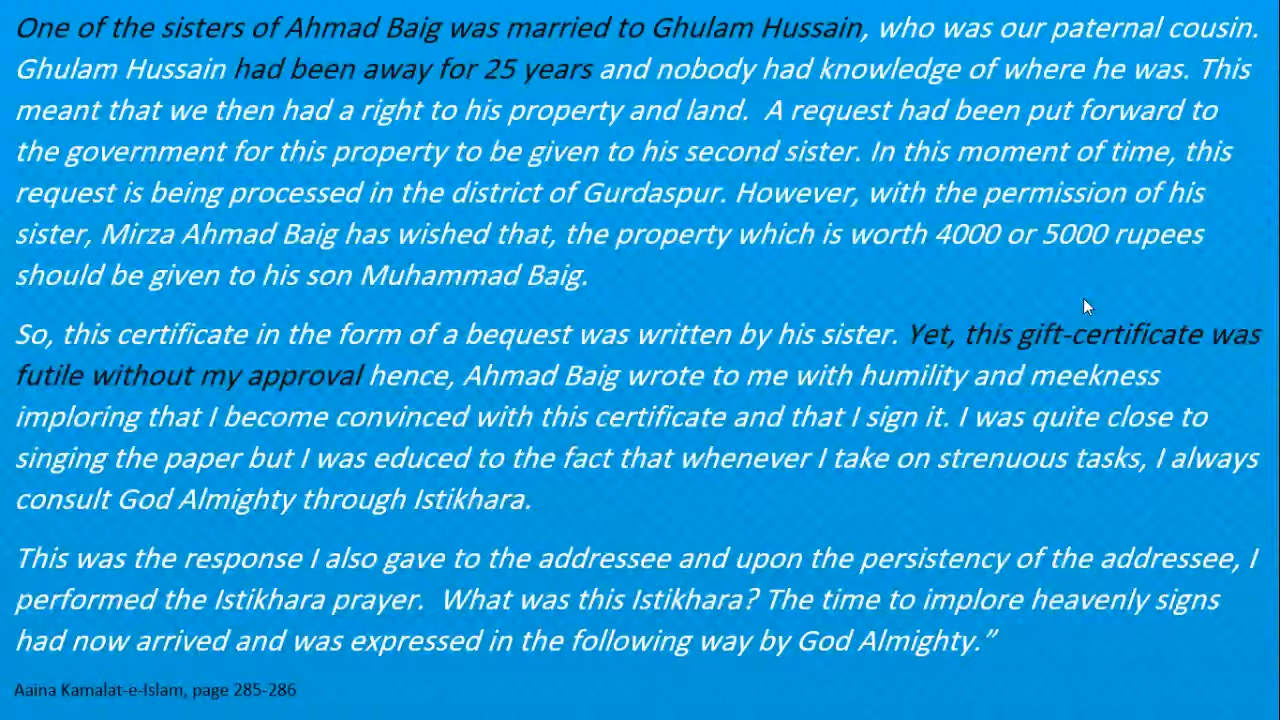 One of the sisters of Ahmad Baig was married to Ghulam Hussain, who was our paternal cousin.
Ghulam Hussain had been away for 25 years and nobody had knowledge of where he was. This
meant that we then had a right to his property and land.  A request had been put forward to
the government for this property to be given to his second sister. In this moment of time, this
request is being processed in the district of Gurdaspur. However, with the permission of his
sister, Mirza Ahmad Baig has wished that, the property which is worth 4000 or 5000 rupees
should be given to his son Muhammad Baig.
So, this certificate in the form of a bequest was written by his sister. Yet, this gift-certificate was
futile without my approval hence, Ahmad Baig wrote to me with humility and meekness
imploring that I become convinced with this certificate and that I sign it. I was quite close to
singing the paper but I was educed to the fact that whenever I take on strenuous tasks, I always
consult God Almighty through Istikhara.
This was the response I also gave to the addressee and upon the persistency of the addressee, I
performed the Istikhara prayer.  What was this Istikhara? The time to implore heavenly signs
had now arrived and was expressed in the following way by God Almighty.”
Aaina Kamalat-e-Islam, page 285-286